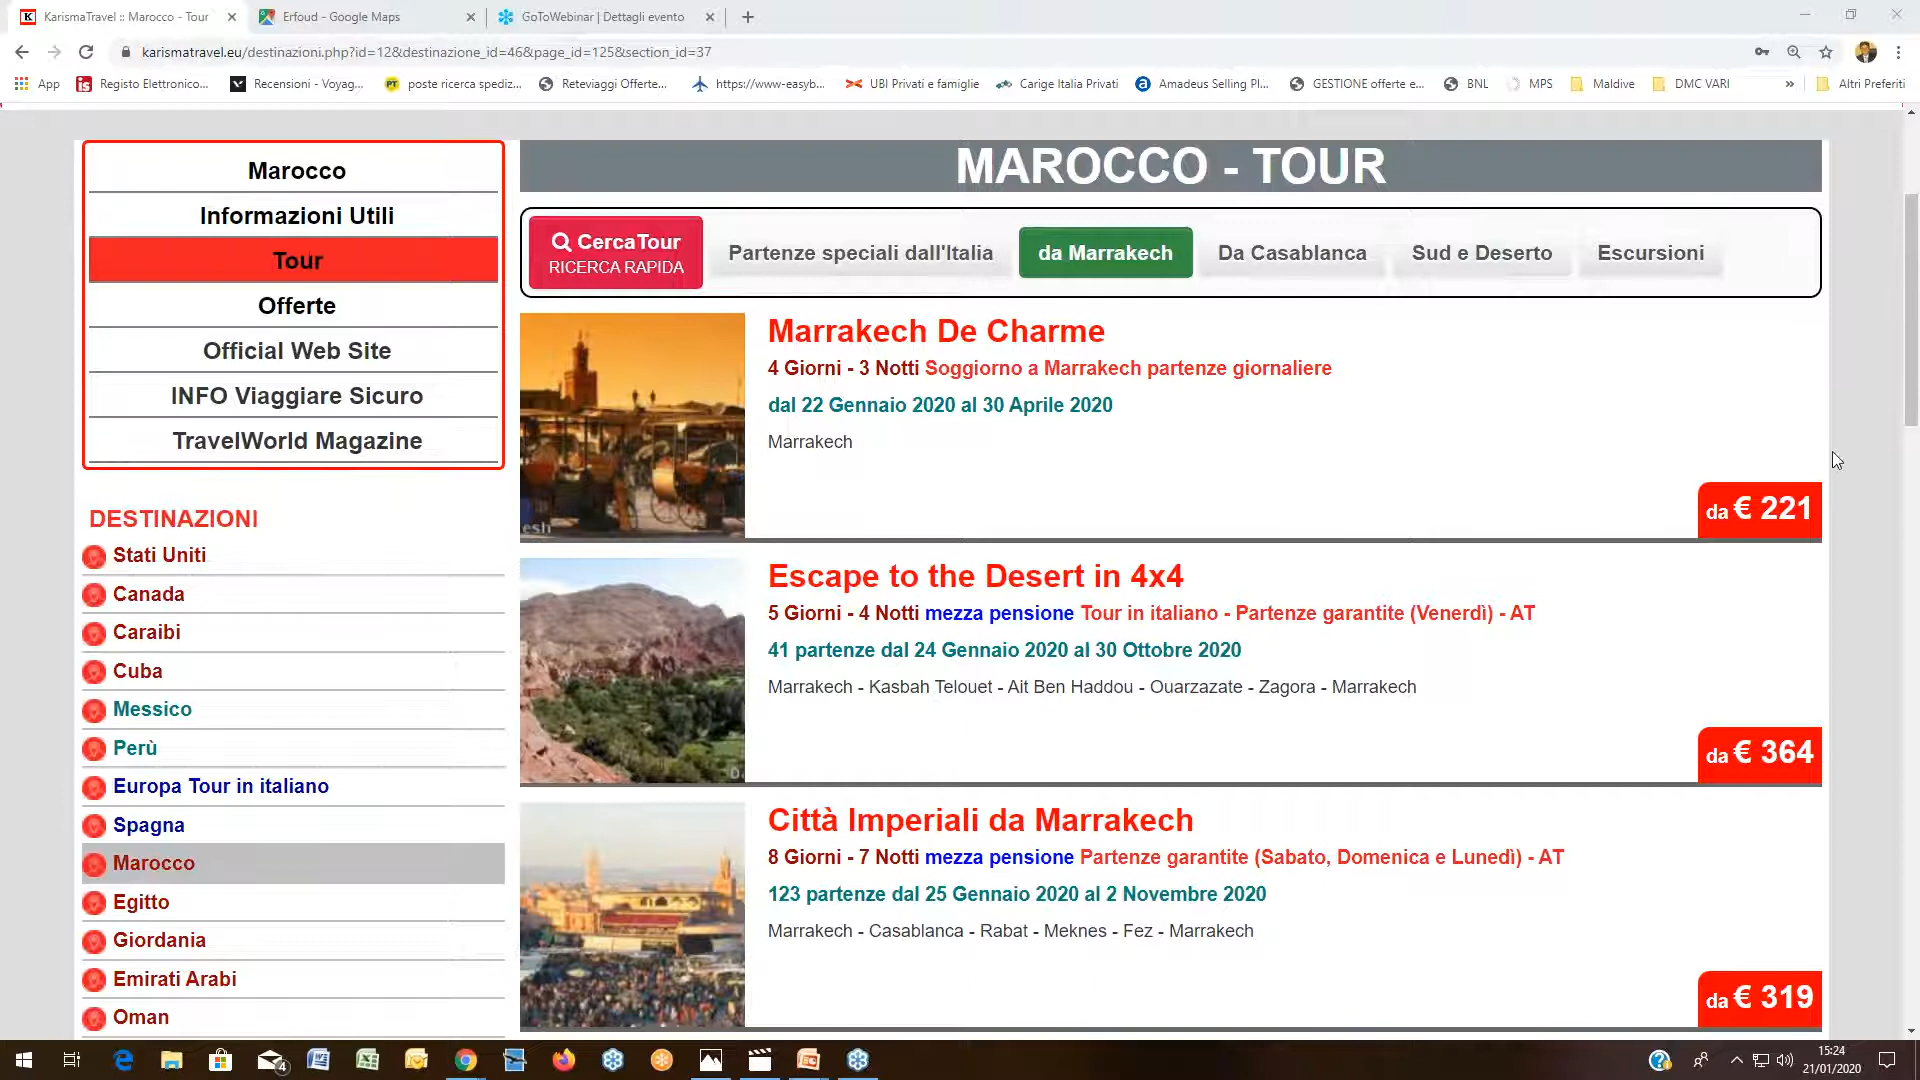 KarismaTravel :: Marocco - Tour
Erfoud - Google Maps
GoToWebinar | Dettagli evento
karismatravel.eu/destinazioni.php?id=12&destinazione_id=46&page_id=125&section_id=37
App
Registo Elettronico...
Recensioni - Voyag...
poste ricerca spediz...
Reteviaggi Offerte...
https://www-easyb...
UBI Privati e famiglie
Carige Italia Privati
Amadeus Selling Pl...
GESTIONE offerte e...
BNL
MPS
Maldive
DMC VARI
»
Altri Preferiti
Marocco
Informazioni Utili
Tour
Offerte
Official Web Site
INFO Viaggiare Sicuro
TravelWorld Magazine
DESTINAZIONI
Stati Uniti
Canada
Caraibi
Cuba
Messico
Perù
Europa Tour in italiano
Spagna
Marocco
Egitto
Giordania
Emirati Arabi
Oman
MAROCCO - TOUR
CercaTour
RICERCA RAPIDA
Partenze speciali dall'Italia
da Marrakech
Da Casablanca
Sud e Deserto
Escursioni
Marrakech De Charme
4 Giorni - 3 Notti Soggiorno a Marrakech partenze giornaliere
dal 22 Gennaio 2020 al 30 Aprile 2020
Marrakech
da € 221
Escape to the Desert in 4x4
5 Giorni - 4 Notti mezza pensione Tour in italiano - Partenze garantite (Venerdì) - AT
41 partenze dal 24 Gennaio 2020 al 30 Ottobre 2020
Marrakech - Kasbah Telouet - Ait Ben Haddou - Ouarzazate - Zagora - Marrakech
da € 364
Città Imperiali da Marrakech
8 Giorni - 7 Notti mezza pensione Partenze garantite (Sabato, Domenica e Lunedì) - AT
123 partenze dal 25 Gennaio 2020 al 2 Novembre 2020
Marrakech - Casablanca - Rabat - Meknes - Fez - Marrakech
da € 319
4
15:24
21/01/2020